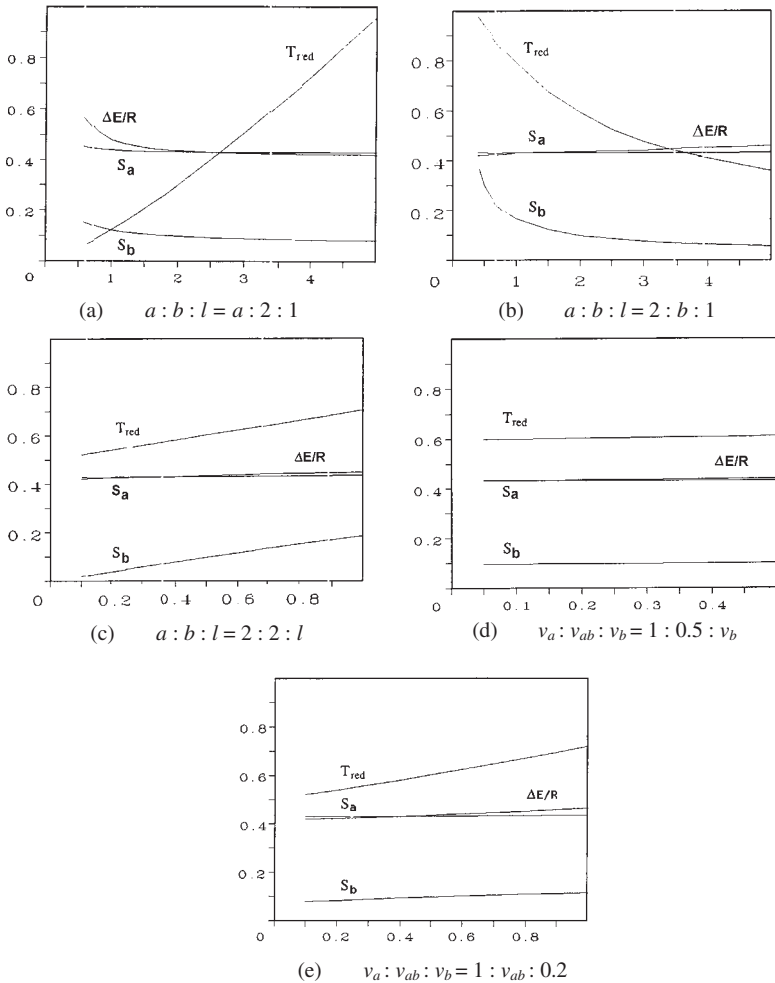 T_red
0.8
0.6
ΔE/R
0.4
S_a
0.2
S_b
0
1
2
3
4
(a) a : b : l = a : 2 : 1
T_red
0.8
0.6
S_a
ΔE/R
0.4
S_b
0.2
0
1
2
3
4
(b) a : b : l = 2 : b : 1
0.8
T_red
0.6
ΔE/R
0.4
S_a
0.2
S_b
0
0.2
0.4
0.6
0.8
(c) a : b : l = 2 : 2 : l
0.8
T_red
0.6
ΔE/R
0.4
S_a
0.2
S_b
0
0.1
0.2
0.3
0.4
(d) v_a : v_ab : v_b = 1 : 0.5 : v_b
0.8
T_red
0.6
S_a
ΔE/R
0.4
S_b
0.2
0
0.2
0.4
0.6
0.8
(e) v_a : v_ab : v_b = 1 : v_ab : 0.2